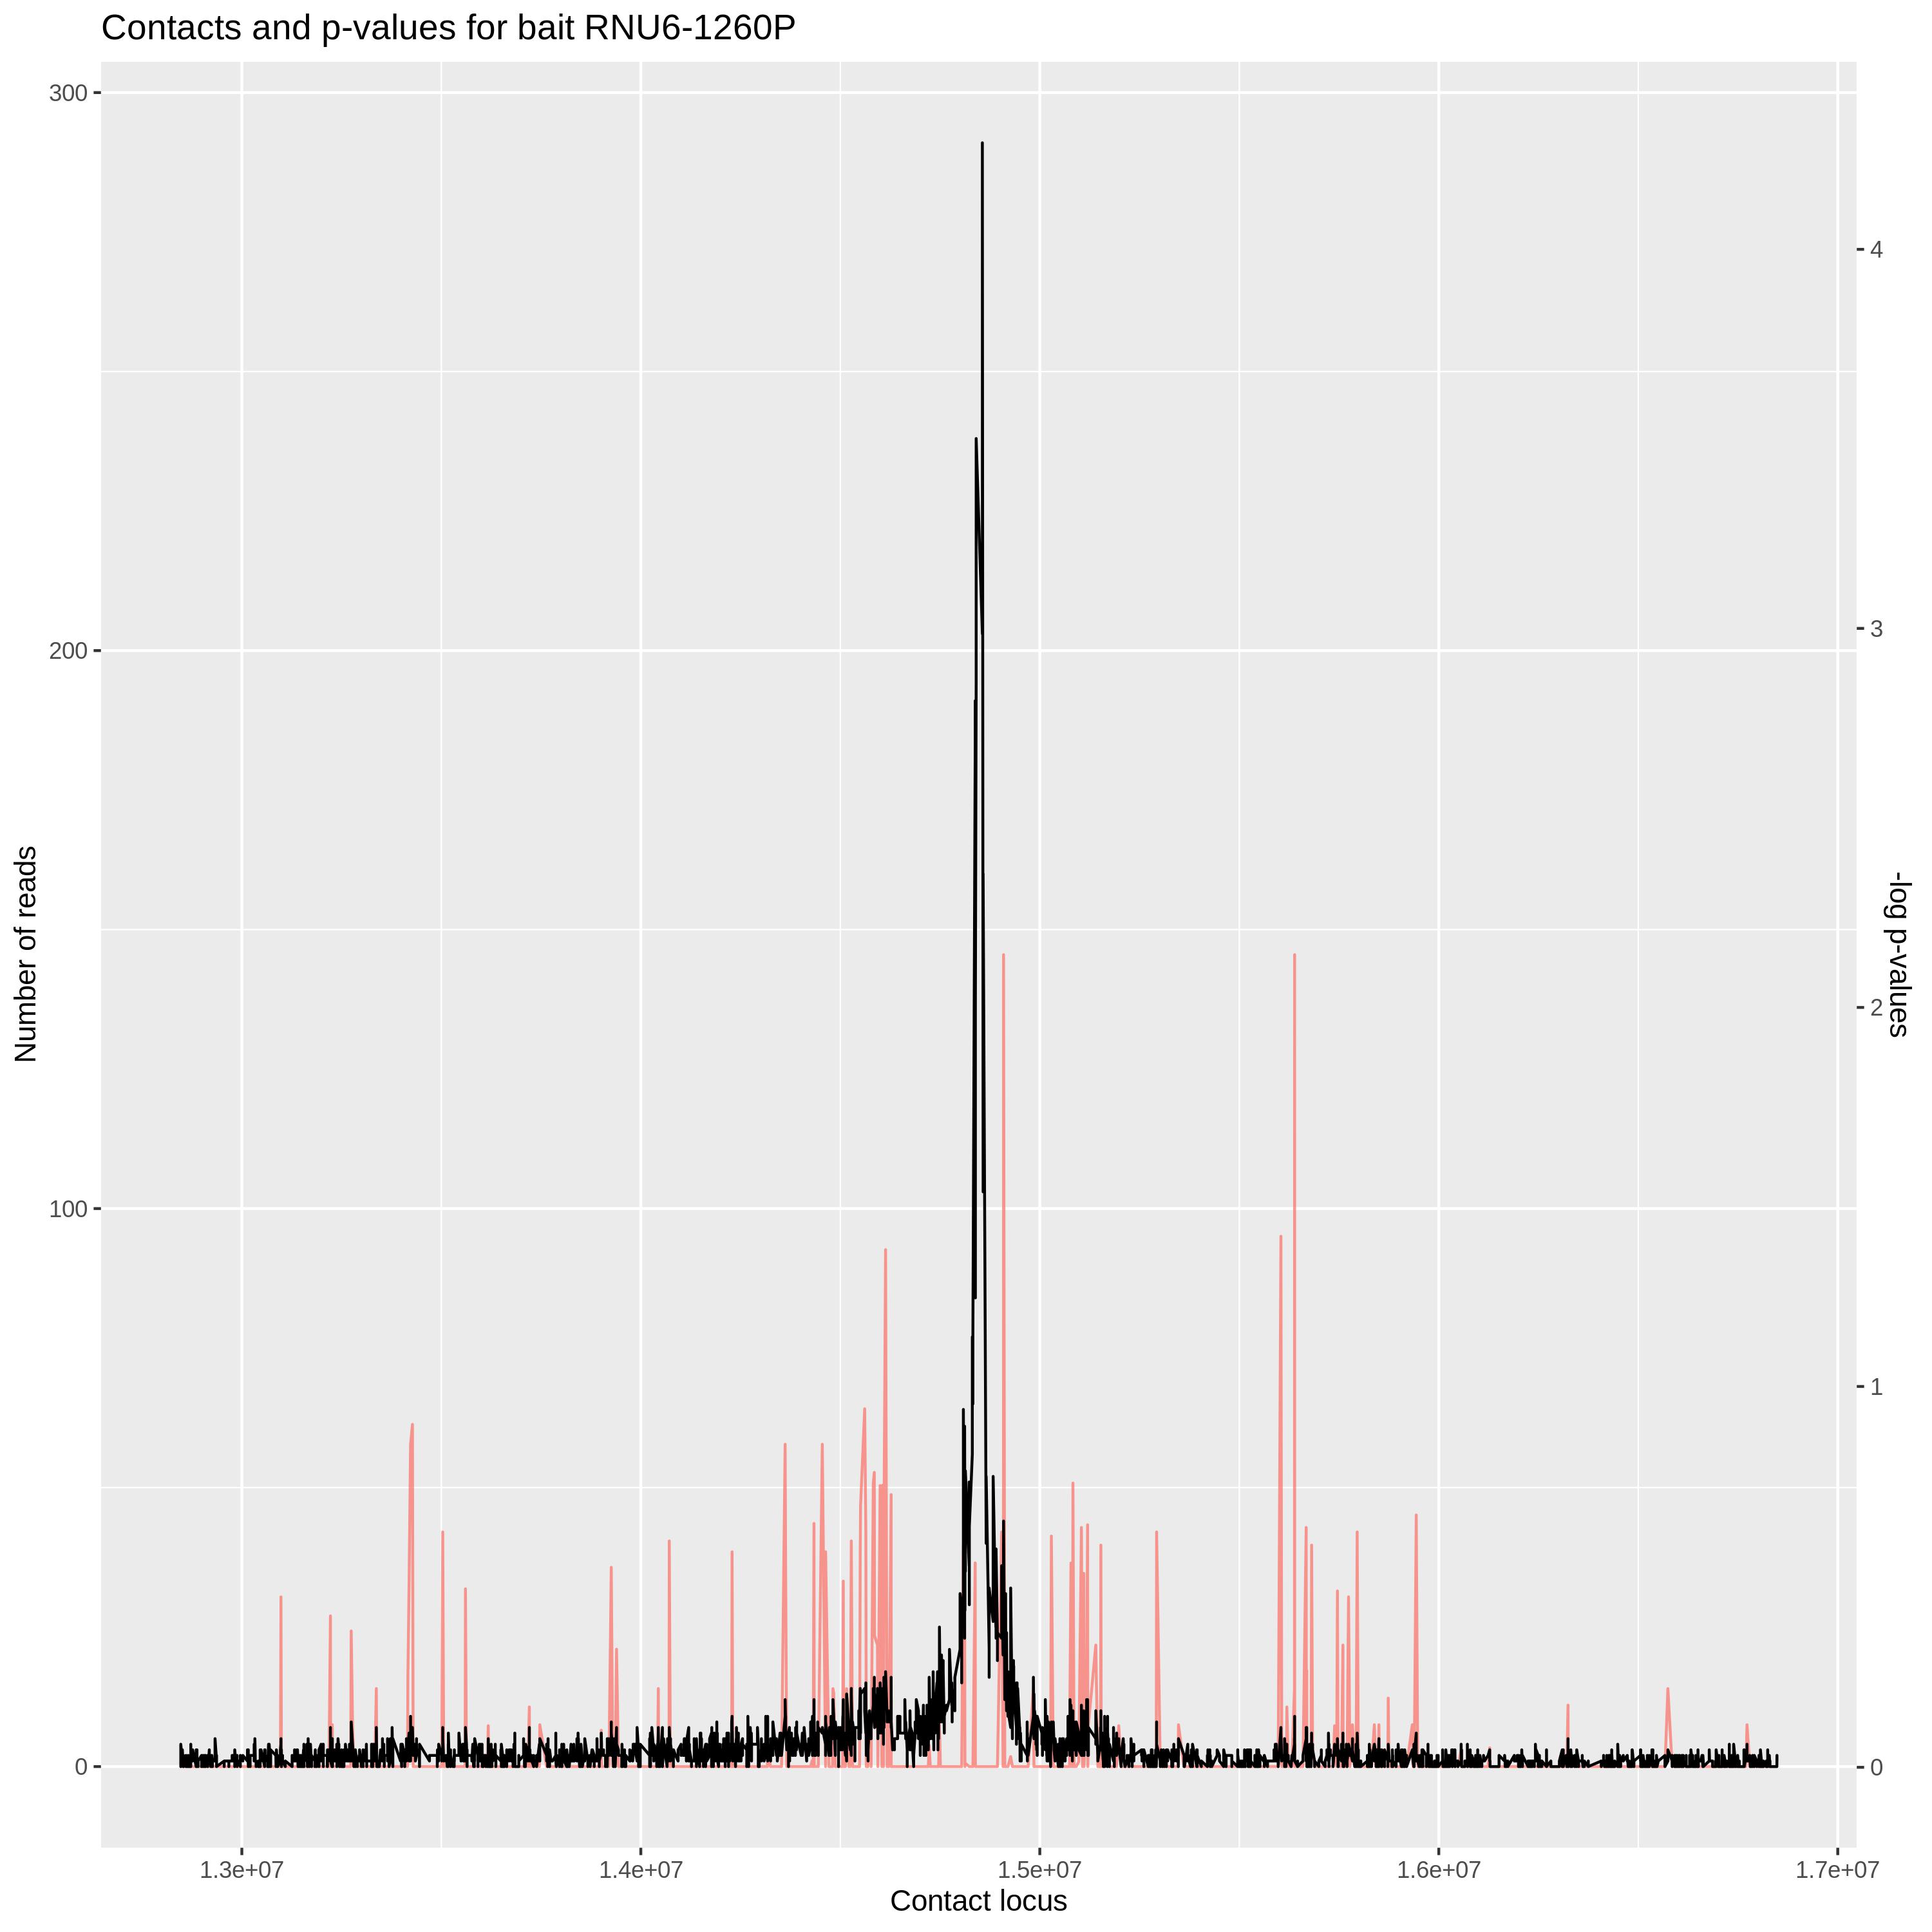 Contacts and p-values for bait RNU6-1260P
300
200
100
0
Number of reads
4
3
2
1
0
-log p-values
1.3e+07
1.4e+07
1.5e+07
1.6e+07
1.7e+07
Contact locus